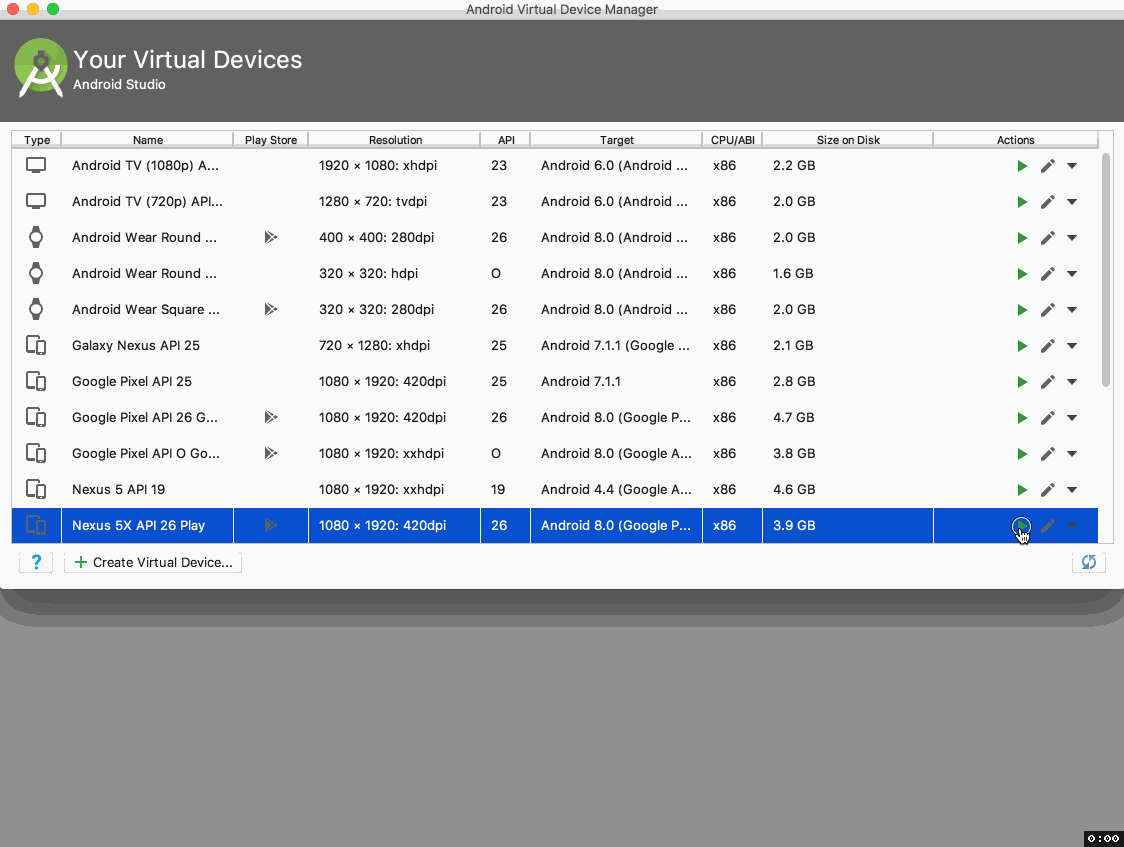 Android Virtual Device Manager
Your Virtual Devices
Android Studio
Type Name Play Store Resolution API Target CPU/ABI Size on Disk Actions
Android TV (1080p) A... 1920 × 1080: xhdpi 23 Android 6.0 (Android ... x86 2.2 GB
Android TV (720p) API... 1280 × 720: tvdpi 23 Android 6.0 (Android ... x86 2.0 GB
Android Wear Round ... 400 × 400: 280dpi 26 Android 8.0 (Android ... x86 2.0 GB
Android Wear Round ... 320 × 320: hdpi O Android 8.0 (Android ... x86 1.6 GB
Android Wear Square ... 320 × 320: 280dpi 26 Android 8.0 (Android ... x86 2.0 GB
Galaxy Nexus API 25 720 × 1280: xhdpi 25 Android 7.1.1 (Google ... x86 2.1 GB
Google Pixel API 25 1080 × 1920: 420dpi 25 Android 7.1.1 x86 2.8 GB
Google Pixel API 26 G... 1080 × 1920: 420dpi 26 Android 8.0 (Google P... x86 4.7 GB
Google Pixel API O Go... 1080 × 1920: xxhdpi O Android 8.0 (Google A... x86 3.8 GB
Nexus 5 API 19 1080 × 1920: xxhdpi 19 Android 4.4 (Google A... x86 4.6 GB
Nexus 5X API 26 Play 1080 × 1920: 420dpi 26 Android 8.0 (Google P... x86 3.9 GB
? + Create Virtual Device...
0:00